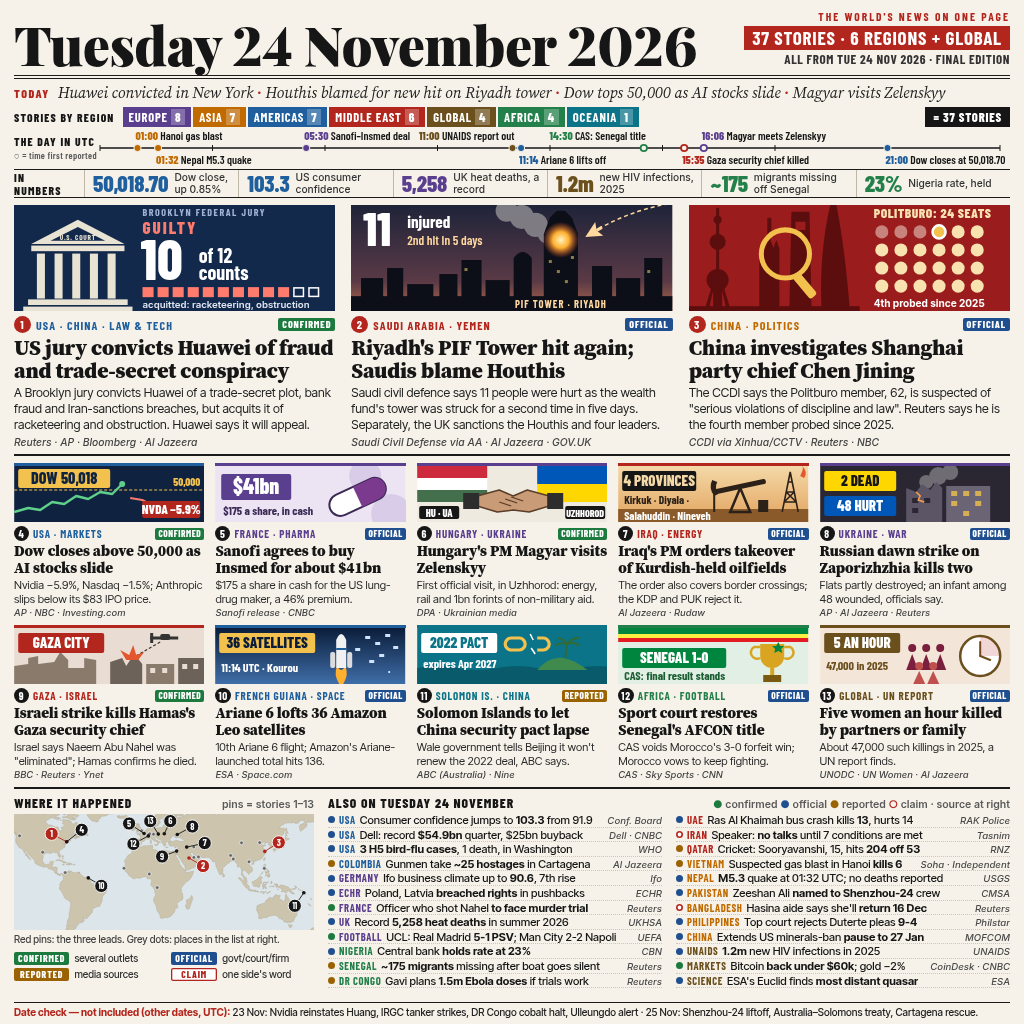 THE WORLD'S NEWS ON ONE PAGE
Tuesday 24 November 2026
37 STORIES · 6 REGIONS + GLOBAL
ALL FROM TUE 24 NOV 2026 · FINAL EDITION
TODAY Huawei convicted in New York · Houthis blamed for new hit on Riyadh tower · Dow tops 50,000 as AI stocks slide · Magyar visits Zelenskyy
STORIES BY REGION EUROPE 8 ASIA 7 AMERICAS 7 MIDDLE EAST 8 GLOBAL 4 AFRICA 4 OCEANIA 1 = 37 STORIES
THE DAY IN UTC
○ = time first reported
01:00 Hanoi gas blast 05:30 Sanofi–Insmed deal 11:00 UNAIDS report out 14:30 CAS: Senegal title 16:06 Magyar meets Zelenskyy
01:32 Nepal M5.3 quake 11:14 Ariane 6 lifts off 15:35 Gaza security chief killed 21:00 Dow closes at 50,018.70
IN NUMBERS
50,018.70 Dow close, up 0.85%
103.3 US consumer confidence
5,258 UK heat deaths, a record
1.2m new HIV infections, 2025
~175 migrants missing off Senegal
23% Nigeria rate, held
U.S. COURT
BROOKLYN FEDERAL JURY
GUILTY
10 of 12 counts
acquitted: racketeering, obstruction
1 USA · CHINA · LAW & TECH CONFIRMED
US jury convicts Huawei of fraud
and trade-secret conspiracy
A Brooklyn jury convicts Huawei of a trade-secret plot, bank
fraud and Iran-sanctions breaches, but acquits it of
racketeering and obstruction. Huawei says it will appeal.
Reuters · AP · Bloomberg · Al Jazeera
11 injured
2nd hit in 5 days
PIF TOWER · RIYADH
2 SAUDI ARABIA · YEMEN OFFICIAL
Riyadh's PIF Tower hit again;
Saudis blame Houthis
Saudi civil defence says 11 people were hurt as the wealth
fund's tower was struck for a second time in five days.
Separately, the UK sanctions the Houthis and four leaders.
Saudi Civil Defense via AA · Al Jazeera · GOV.UK
POLITBURO: 24 SEATS
4th probed since 2025
3 CHINA · POLITICS OFFICIAL
China investigates Shanghai
party chief Chen Jining
The CCDI says the Politburo member, 62, is suspected of
"serious violations of discipline and law". Reuters says he is
the fourth member probed since 2025.
CCDI via Xinhua/CCTV · Reuters · NBC
DOW 50,018
50,000
NVDA −5.9%
4 USA · MARKETS CONFIRMED
Dow closes above 50,000 as
AI stocks slide
Nvidia −5.9%, Nasdaq −1.5%; Anthropic
slips below its $83 IPO price.
AP · NBC · Investing.com
$41bn
$175 a share, in cash
5 FRANCE · PHARMA OFFICIAL
Sanofi agrees to buy
Insmed for about $41bn
$175 a share in cash for the US lung-
drug maker, a 46% premium.
Sanofi release · CNBC
HU · UA
UZHHOROD
6 HUNGARY · UKRAINE CONFIRMED
Hungary's PM Magyar visits
Zelenskyy
First official visit, in Uzhhorod: energy,
rail and 1bn forints of non-military aid.
DPA · Ukrainian media
4 PROVINCES
Kirkuk · Diyala ·
Salahuddin · Nineveh
7 IRAQ · ENERGY OFFICIAL
Iraq's PM orders takeover
of Kurdish-held oilfields
The order also covers border crossings;
the KDP and PUK reject it.
Al Jazeera · Rudaw
2 DEAD
48 HURT
8 UKRAINE · WAR OFFICIAL
Russian dawn strike on
Zaporizhzhia kills two
Flats partly destroyed; an infant among
48 wounded, officials say.
AP · Al Jazeera · Reuters
GAZA CITY
9 GAZA · ISRAEL CONFIRMED
Israeli strike kills Hamas's
Gaza security chief
Israel says Naeem Abu Nahel was
"eliminated"; Hamas confirms he died.
BBC · Reuters · Ynet
36 SATELLITES
11:14 UTC · Kourou
10 FRENCH GUIANA · SPACE OFFICIAL
Ariane 6 lofts 36 Amazon
Leo satellites
10th Ariane 6 flight; Amazon's Ariane-
launched total hits 136.
ESA · Space.com
2022 PACT
expires Apr 2027
11 SOLOMON IS. · CHINA REPORTED
Solomon Islands to let
China security pact lapse
Wale government tells Beijing it won't
renew the 2022 deal, ABC says.
ABC (Australia) · Nine
SENEGAL 1-0
CAS: final result stands
12 AFRICA · FOOTBALL OFFICIAL
Sport court restores
Senegal's AFCON title
CAS voids Morocco's 3-0 forfeit win;
Morocco vows to keep fighting.
CAS · Sky Sports · CNN
5 AN HOUR
47,000 in 2025
13 GLOBAL · UN REPORT OFFICIAL
Five women an hour killed
by partners or family
About 47,000 such killings in 2025, a
UN report finds.
UNODC · UN Women · Al Jazeera
WHERE IT HAPPENED pins = stories 1–13
1 4 5 13 6 8 12 9 7 2 3 10 11
Red pins: the three leads. Grey dots: places in the list at right.
CONFIRMED several outlets OFFICIAL govt/court/firm
REPORTED media sources CLAIM one side's word
ALSO ON TUESDAY 24 NOVEMBER ● confirmed ● official ● reported ○ claim · source at right
USA Consumer confidence jumps to 103.3 from 91.9 Conf. Board
USA Dell: record $54.9bn quarter, $25bn buyback Dell · CNBC
USA 3 H5 bird-flu cases, 1 death, in Washington WHO
COLOMBIA Gunmen take ~25 hostages in Cartagena Al Jazeera
GERMANY Ifo business climate up to 90.6, 7th rise Ifo
ECHR Poland, Latvia breached rights in pushbacks ECHR
FRANCE Officer who shot Nahel to face murder trial Reuters
UK Record 5,258 heat deaths in summer 2026 UKHSA
FOOTBALL UCL: Real Madrid 5-1 PSV; Man City 2-2 Napoli UEFA
NIGERIA Central bank holds rate at 23% CBN
SENEGAL ~175 migrants missing after boat goes silent Reuters
DR CONGO Gavi plans 1.5m Ebola doses if trials work Reuters
UAE Ras Al Khaimah bus crash kills 13, hurts 14 RAK Police
IRAN Speaker: no talks until 7 conditions are met Tasnim
QATAR Cricket: Sooryavanshi, 15, hits 204 off 53 RNZ
VIETNAM Suspected gas blast in Hanoi kills 6 Soha · Independent
NEPAL M5.3 quake at 01:32 UTC; no deaths reported USGS
PAKISTAN Zeeshan Ali named to Shenzhou-24 crew CMSA
BANGLADESH Hasina aide says she'll return 16 Dec Reuters
PHILIPPINES Top court rejects Duterte pleas 9-4 Philstar
CHINA Extends US minerals-ban pause to 27 Jan MOFCOM
UNAIDS 1.2m new HIV infections in 2025 UNAIDS
MARKETS Bitcoin back under $60k; gold −2% CoinDesk · CNBC
SCIENCE ESA's Euclid finds most distant quasar ESA
Date check — not included (other dates, UTC): 23 Nov: Nvidia reinstates Huang, IRGC tanker strikes, DR Congo cobalt halt, Ulleungdo alert · 25 Nov: Shenzhou-24 liftoff, Australia–Solomons treaty, Cartagena rescue.